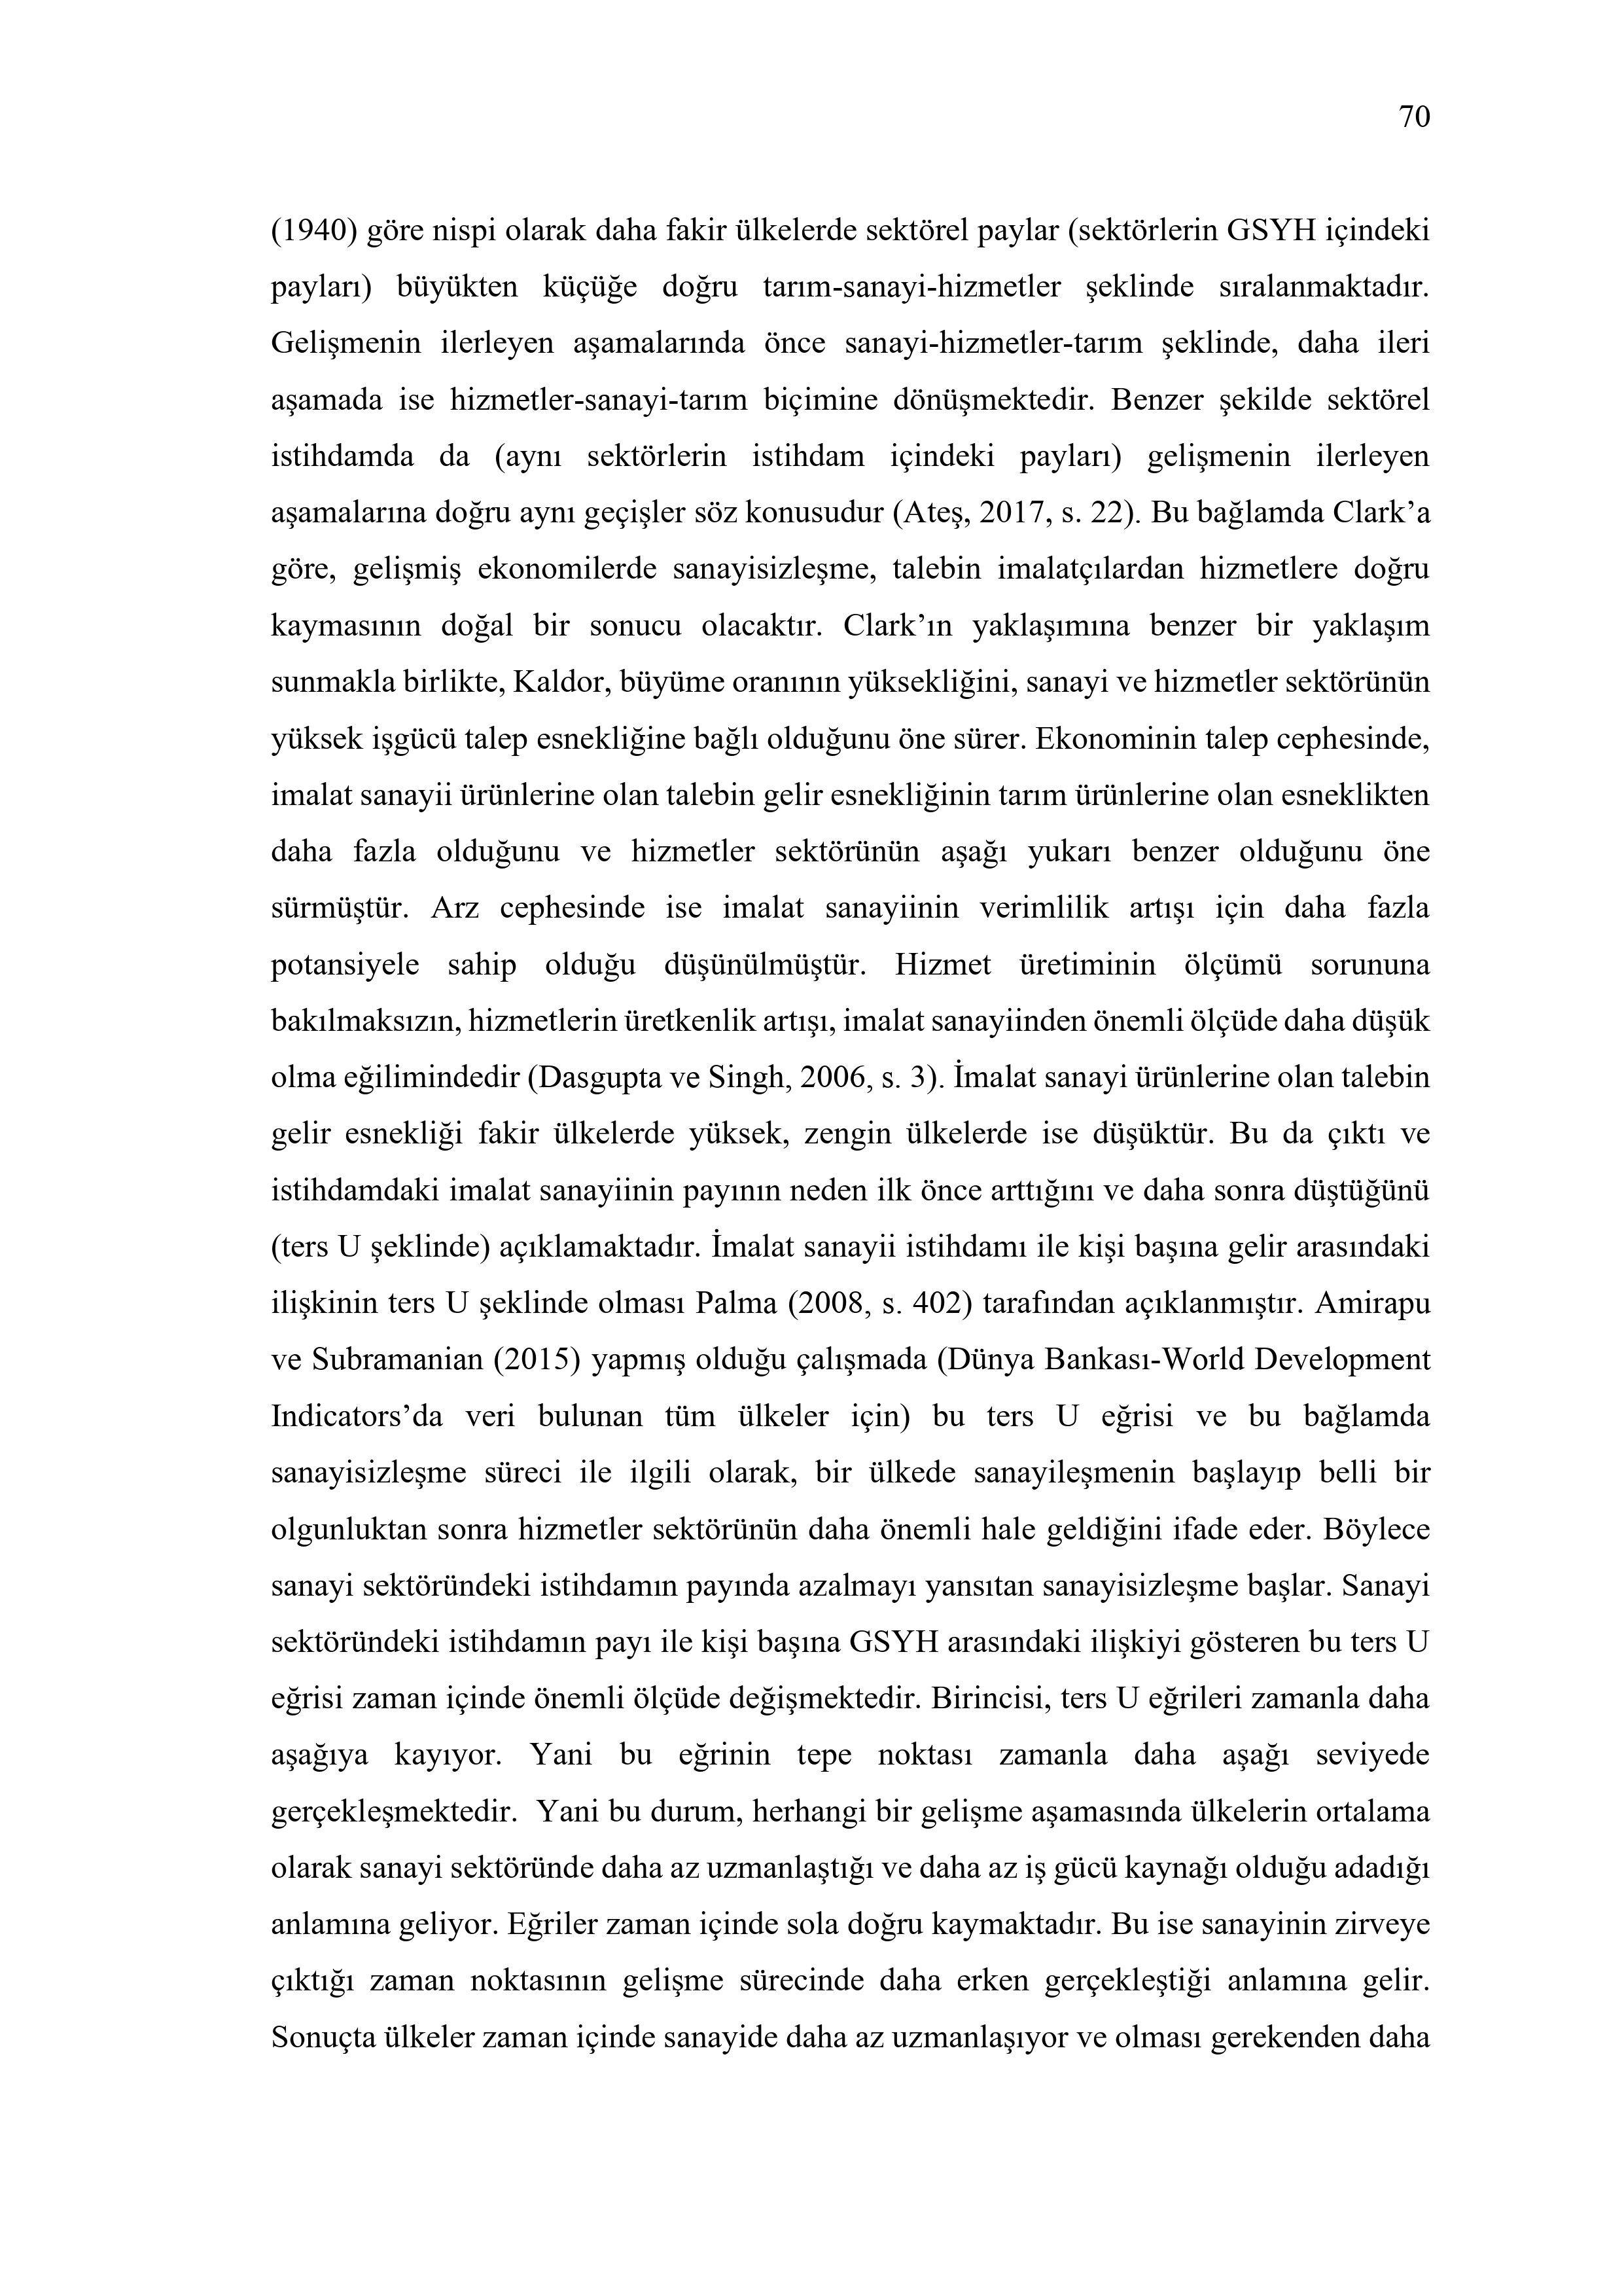 70
(1940) göre nispi olarak daha fakir ülkelerde sektörel paylar (sektörlerin GSYH içindeki
payları) büyükten küçüğe doğru tarım-sanayi-hizmetler şeklinde sıralanmaktadır.
Gelişmenin ilerleyen aşamalarında önce sanayi-hizmetler-tarım şeklinde, daha ileri
aşamada ise hizmetler-sanayi-tarım biçimine dönüşmektedir. Benzer şekilde sektörel
istihdamda da (aynı sektörlerin istihdam içindeki payları) gelişmenin ilerleyen
aşamalarına doğru aynı geçişler söz konusudur (Ateş, 2017, s. 22). Bu bağlamda Clark’a
göre, gelişmiş ekonomilerde sanayisizleşme, talebin imalatçılardan hizmetlere doğru
kaymasının doğal bir sonucu olacaktır. Clark’ın yaklaşımına benzer bir yaklaşım
sunmakla birlikte, Kaldor, büyüme oranının yüksekliğini, sanayi ve hizmetler sektörünün
yüksek işgücü talep esnekliğine bağlı olduğunu öne sürer. Ekonominin talep cephesinde,
imalat sanayii ürünlerine olan talebin gelir esnekliğinin tarım ürünlerine olan esneklikten
daha fazla olduğunu ve hizmetler sektörünün aşağı yukarı benzer olduğunu öne
sürmüştür. Arz cephesinde ise imalat sanayiinin verimlilik artışı için daha fazla
potansiyele sahip olduğu düşünülmüştür. Hizmet üretiminin ölçümü sorununa
bakılmaksızın, hizmetlerin üretkenlik artışı, imalat sanayiinden önemli ölçüde daha düşük
olma eğilimindedir (Dasgupta ve Singh, 2006, s. 3). İmalat sanayi ürünlerine olan talebin
gelir esnekliği fakir ülkelerde yüksek, zengin ülkelerde ise düşüktür. Bu da çıktı ve
istihdamdaki imalat sanayiinin payının neden ilk önce arttığını ve daha sonra düştüğünü
(ters U şeklinde) açıklamaktadır. İmalat sanayii istihdamı ile kişi başına gelir arasındaki
ilişkinin ters U şeklinde olması Palma (2008, s. 402) tarafından açıklanmıştır. Amirapu
ve Subramanian (2015) yapmış olduğu çalışmada (Dünya Bankası-World Development
Indicators’da veri bulunan tüm ülkeler için) bu ters U eğrisi ve bu bağlamda
sanayisizleşme süreci ile ilgili olarak, bir ülkede sanayileşmenin başlayıp belli bir
olgunluktan sonra hizmetler sektörünün daha önemli hale geldiğini ifade eder. Böylece
sanayi sektöründeki istihdamın payında azalmayı yansıtan sanayisizleşme başlar. Sanayi
sektöründeki istihdamın payı ile kişi başına GSYH arasındaki ilişkiyi gösteren bu ters U
eğrisi zaman içinde önemli ölçüde değişmektedir. Birincisi, ters U eğrileri zamanla daha
aşağıya kayıyor. Yani bu eğrinin tepe noktası zamanla daha aşağı seviyede
gerçekleşmektedir.  Yani bu durum, herhangi bir gelişme aşamasında ülkelerin ortalama
olarak sanayi sektöründe daha az uzmanlaştığı ve daha az iş gücü kaynağı olduğu adadığı
anlamına geliyor. Eğriler zaman içinde sola doğru kaymaktadır. Bu ise sanayinin zirveye
çıktığı zaman noktasının gelişme sürecinde daha erken gerçekleştiği anlamına gelir.
Sonuçta ülkeler zaman içinde sanayide daha az uzmanlaşıyor ve olması gerekenden daha